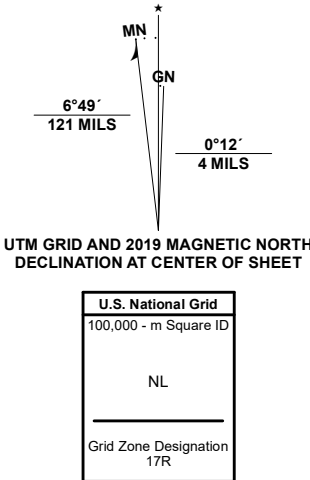 ★
MN
GN
6°49´
121 MILS
0°12´
4 MILS
UTM GRID AND 2019 MAGNETIC NORTH
DECLINATION AT CENTER OF SHEET
U.S. National Grid
100,000 - m Square ID
NL
Grid Zone Designation
17R